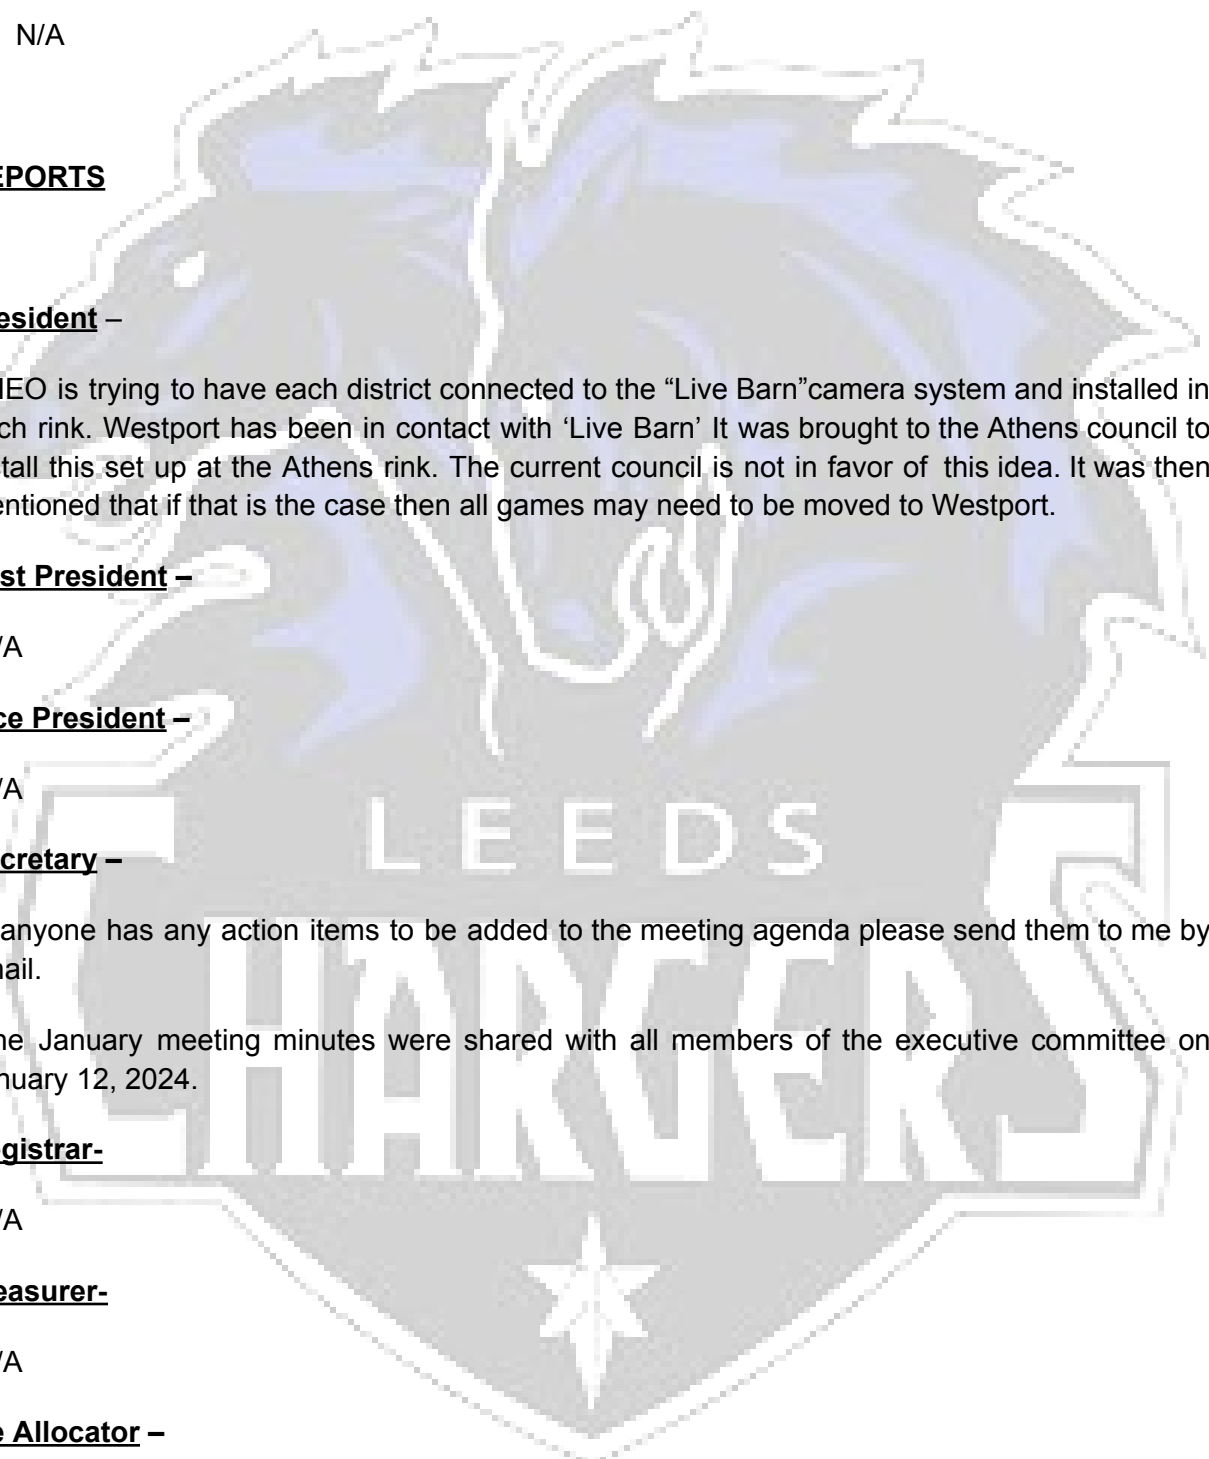 N/A
EPORTS
esident –
HEO is trying to have each district connected to the “Live Barn”camera system and installed in
ch rink. Westport has been in contact with ‘Live Barn’ It was brought to the Athens council to
stall this set up at the Athens rink. The current council is not in favor of this idea. It was then
entioned that if that is the case then all games may need to be moved to Westport.
st President –
/A
ce President –
/A
LEEDS
cretary –
anyone has any action items to be added to the meeting agenda please send them to me by
nail.
CHARGERS
he January meeting minutes were shared with all members of the executive committee on
nuary 12, 2024.
gistrar-
/A
easurer-
/A
e Allocator –